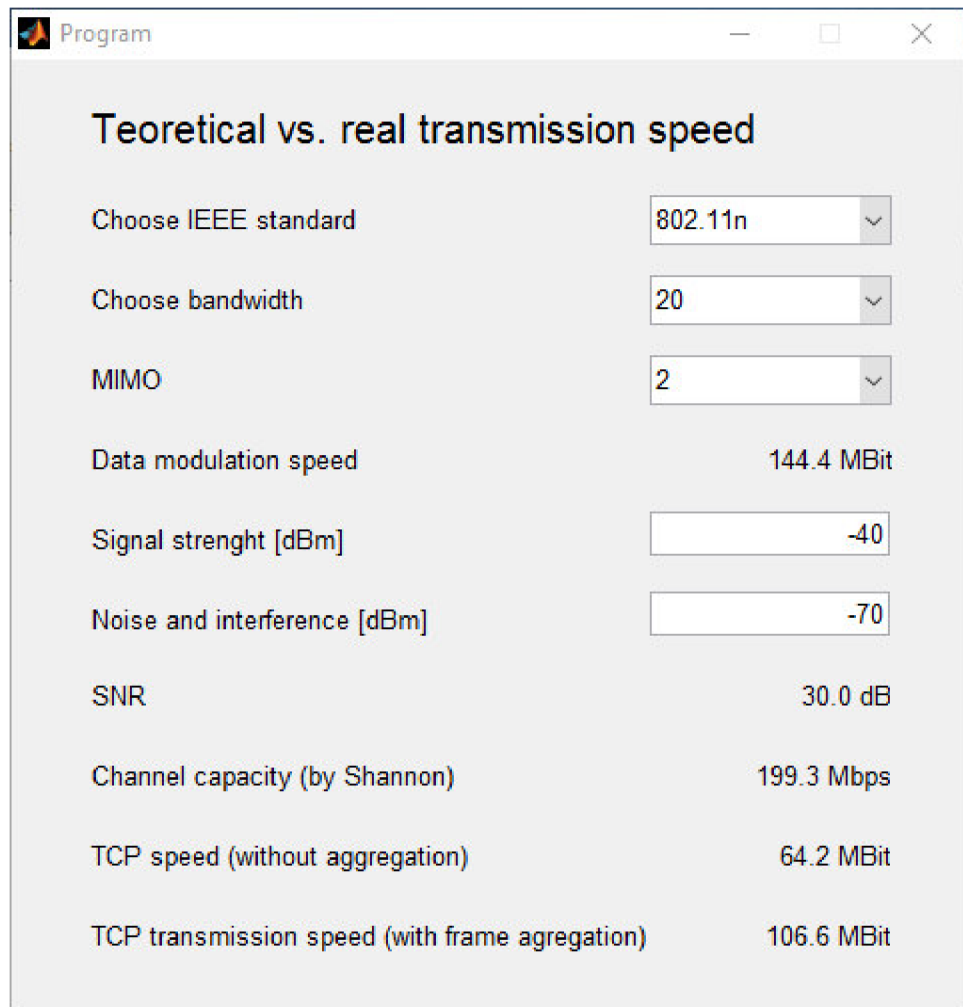 Program
Teoretical vs. real transmission speed
Choose IEEE standard 802.11n
Choose bandwidth 20
MIMO 2
Data modulation speed 144.4 MBit
Signal strenght [dBm] -40
Noise and interference [dBm] -70
SNR 30.0 dB
Channel capacity (by Shannon) 199.3 Mbps
TCP speed (without aggregation) 64.2 MBit
TCP transmission speed (with frame agregation) 106.6 MBit